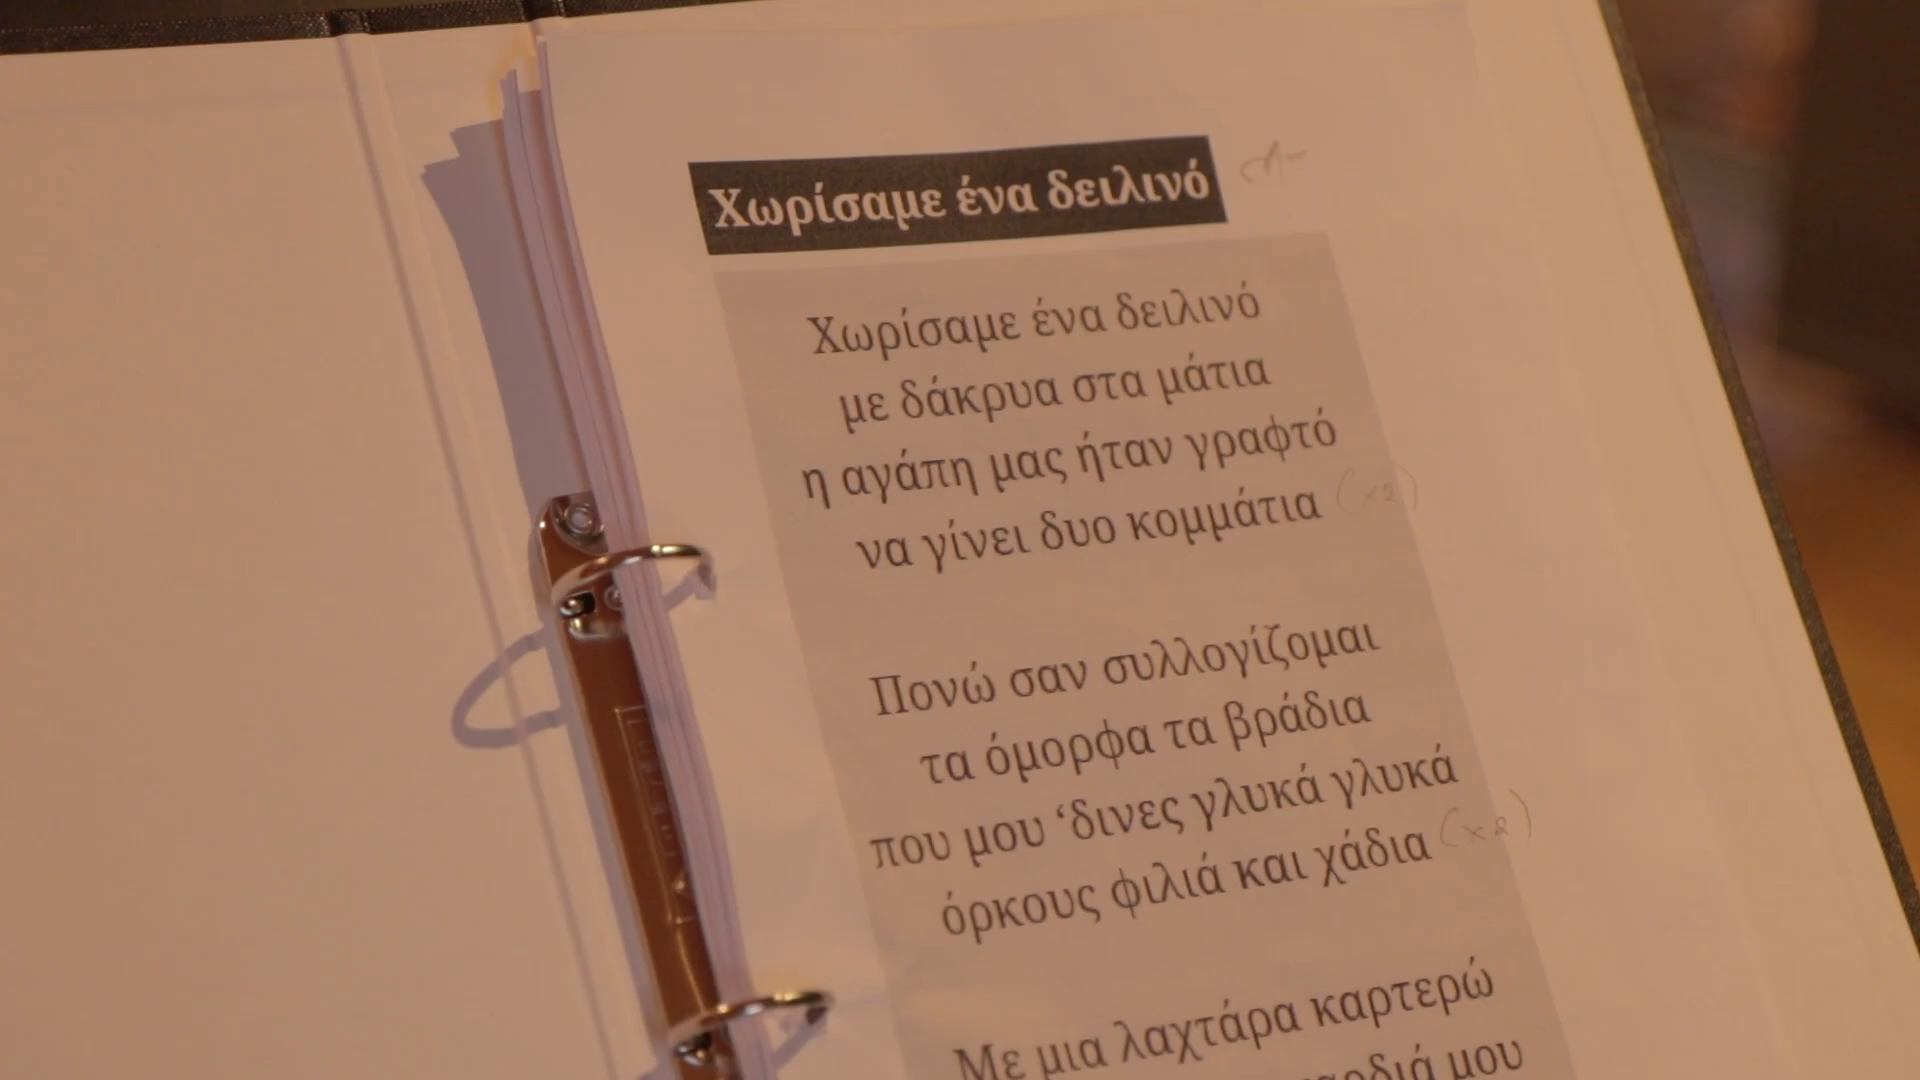 Χωρίσαμε ένα δειλινό
Χωρίσαμε ένα δειλινό
με δάκρυα στα μάτια
η αγάπη μας ήταν γραφτό
να γίνει δυο κομμάτια (x2)
Πονώ σαν συλλογίζομαι
τα όμορφα τα βράδια
που μου ‘δινες γλυκά γλυκά
όρκους φιλιά και χάδια (x2)
Με μια λαχτάρα καρτερώ
μου